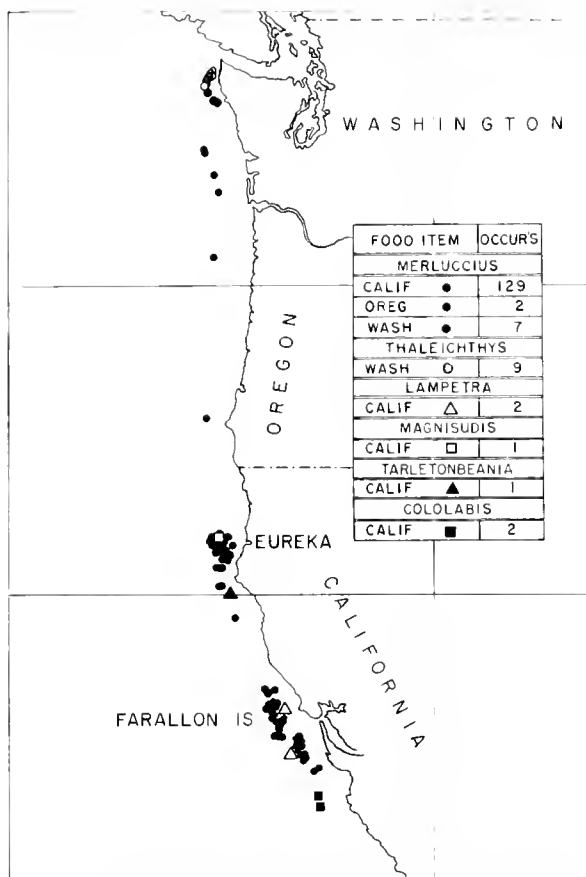 WASHINGTON
FOOD ITEM OCCUR'S
MERLUCCIUS
CALIF ● 129
OREG ● 2
WASH ● 7
THALEICHTHYS
WASH ○ 9
LAMPETRA
CALIF △ 2
MAGNISUDIS
CALIF □ 1
TARLETONBEANIA
CALIF ▲ 1
COLOLABIS
CALIF ■ 2
OREGON
EUREKA
CALIFORNIA
FARALLON IS